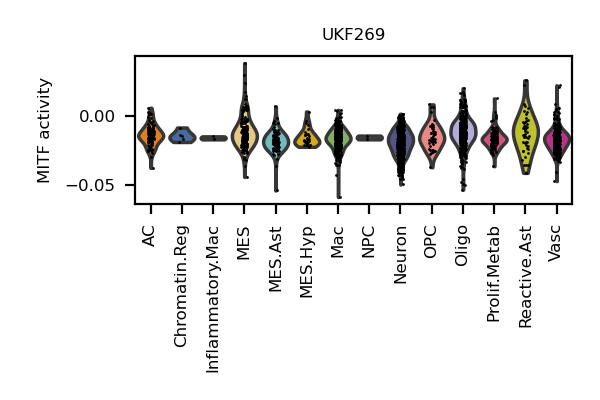 UKF269
MITF activity
0.00
−0.05
AC
Chromatin.Reg
Inflammatory.Mac
MES
MES.Ast
MES.Hyp
Mac
NPC
Neuron
OPC
Oligo
Prolif.Metab
Reactive.Ast
Vasc